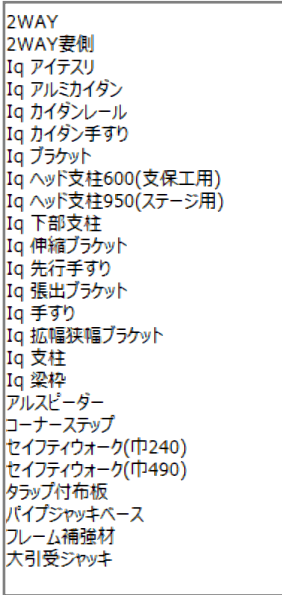 2WAY
2WAY妻側
Iq アイテスリ
Iq アルミカイダン
Iq カイダンレール
Iq カイダン手すり
Iq ブラケット
Iq ヘッド支柱600(支保工用)
Iq ヘッド支柱950(ステージ用)
Iq 下部支柱
Iq 伸縮ブラケット
Iq 先行手すり
Iq 張出ブラケット
Iq 手すり
Iq 拡幅狭幅ブラケット
Iq 支柱
Iq 梁枠
アルスピーダー
コーナーステップ
セイフティウォーク(巾240)
セイフティウォーク(巾490)
タラップ付布板
パイプジャッキベース
フレーム補強材
大引受ジャッキ